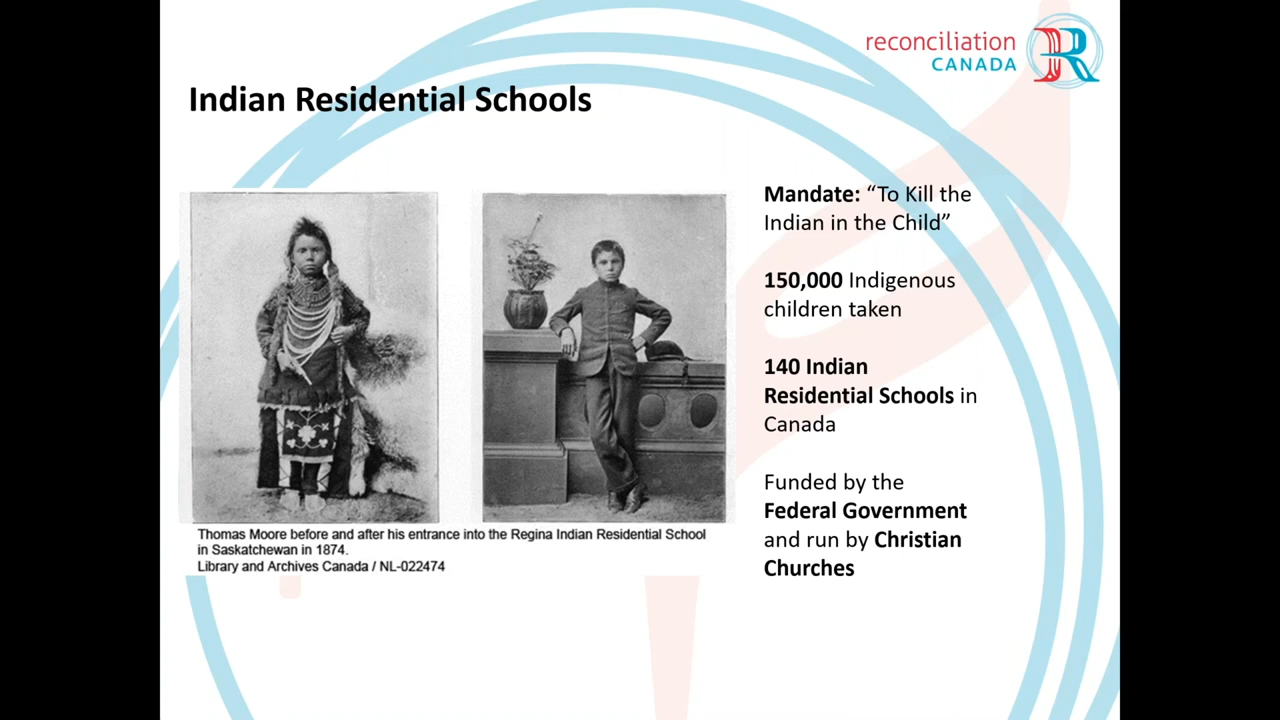 reconciliation
CANADA
Indian Residential Schools
Mandate: “To Kill the
Indian in the Child”
150,000 Indigenous
children taken
140 Indian
Residential Schools in
Canada
Funded by the
Federal Government
and run by Christian
Churches
Thomas Moore before and after his entrance into the Regina Indian Residential School
in Saskatchewan in 1874.
Library and Archives Canada / NL-022474